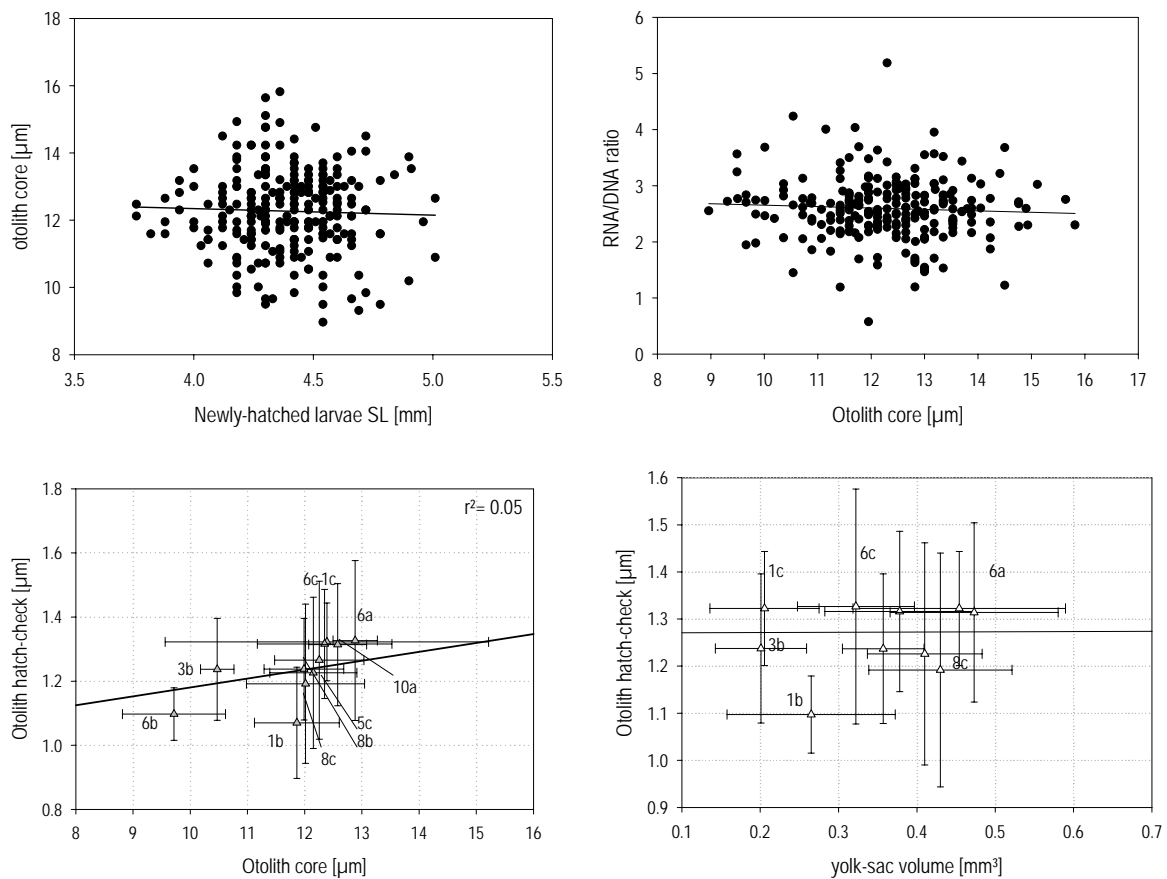 18
16
14
12
10
8
otolith core [µm]
3.5 4.0 4.5 5.0 5.5
Newly-hatched larvae SL [mm]
6
5
4
3
2
1
0
RNA/DNA ratio
8 9 10 11 12 13 14 15 16 17
Otolith core [µm]
1.8
1.6
1.4
1.2
1.0
0.8
Otolith hatch-check [µm]
r²= 0.05
6c 1c
6a
3b
10a
6b
1b
5c
8b
8c
8 9 10 11 12 13 14 15 16
Otolith core [µm]
1.6
1.5
1.4
1.3
1.2
1.1
1.0
0.9
Otolith hatch-check [µm]
6c
1c
6a
3b
8c
1b
0.1 0.2 0.3 0.4 0.5 0.6 0.7
yolk-sac volume [mm³]